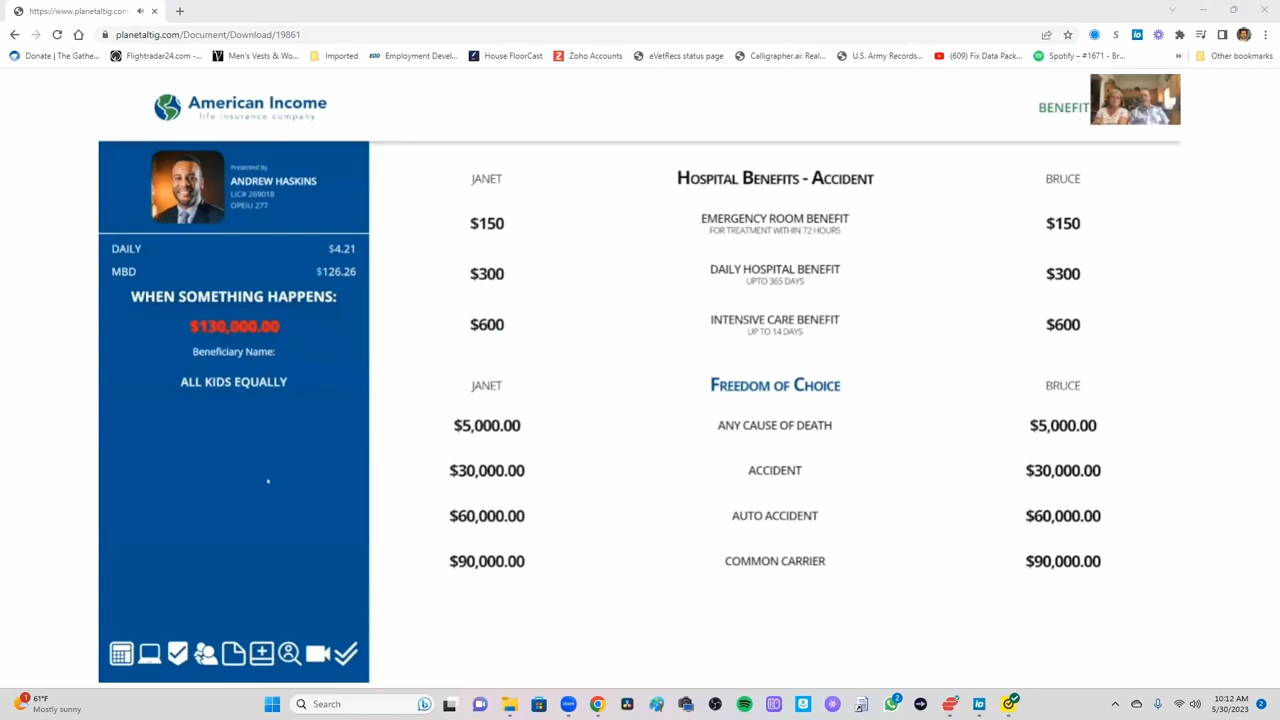 https://www.planetaltig.com
planetaltig.com/Document/Download/19861
Donate | The Gathe...
Flightradar24.com -...
Men's Vests & Wo...
Imported
EDD Employment Devel...
House FloorCast
Zoho Accounts
eVetRecs status page
Calligrapher.ai: Real...
U.S. Army Records...
(609) Fix Data Pack...
Spotify – #1671 - Br...
»
Other bookmarks
American Income
life insurance company
BENEFIT
Presented By
ANDREW HASKINS
LIC# 269018
OPEIU 277
DAILY $4.21
MBD $126.26
WHEN SOMETHING HAPPENS:
$130,000.00
Beneficiary Name:
ALL KIDS EQUALLY
JANET HOSPITAL BENEFITS - ACCIDENT BRUCE
$150 EMERGENCY ROOM BENEFIT $150
FOR TREATMENT WITHIN 72 HOURS
$300 DAILY HOSPITAL BENEFIT $300
UPTO 365 DAYS
$600 INTENSIVE CARE BENEFIT $600
UP TO 14 DAYS
JANET FREEDOM OF CHOICE BRUCE
$5,000.00 ANY CAUSE OF DEATH $5,000.00
$30,000.00 ACCIDENT $30,000.00
$60,000.00 AUTO ACCIDENT $60,000.00
$90,000.00 COMMON CARRIER $90,000.00
1
61°F
Mostly sunny
Search
2
10:12 AM
5/30/2023
2